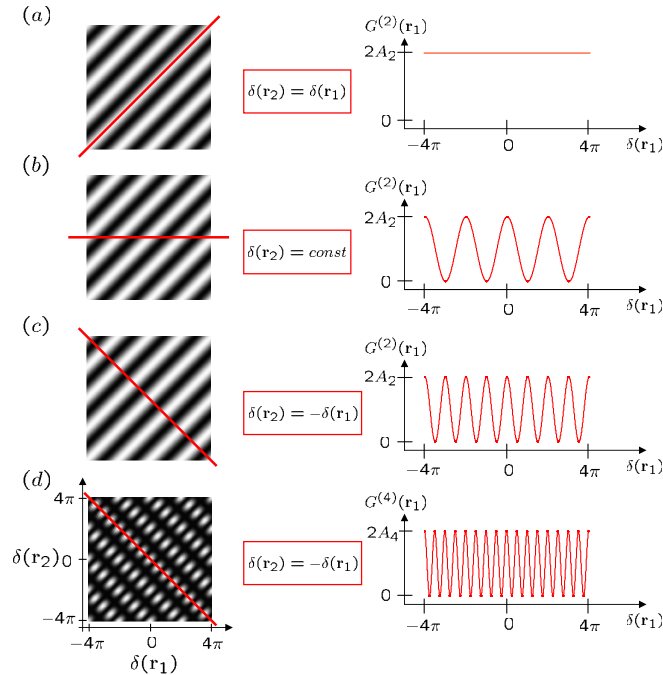 (a)
δ(r₂) = δ(r₁)
G⁽²⁾(r₁)
2A₂
0
−4π 0 4π δ(r₁)
(b)
δ(r₂) = const
G⁽²⁾(r₁)
2A₂
0
−4π 0 4π δ(r₁)
(c)
δ(r₂) = −δ(r₁)
G⁽²⁾(r₁)
2A₂
0
−4π 0 4π δ(r₁)
(d)
4π
δ(r₂) 0
−4π
−4π 0 4π
δ(r₁)
δ(r₂) = −δ(r₁)
G⁽⁴⁾(r₁)
2A₄
0
−4π 0 4π δ(r₁)